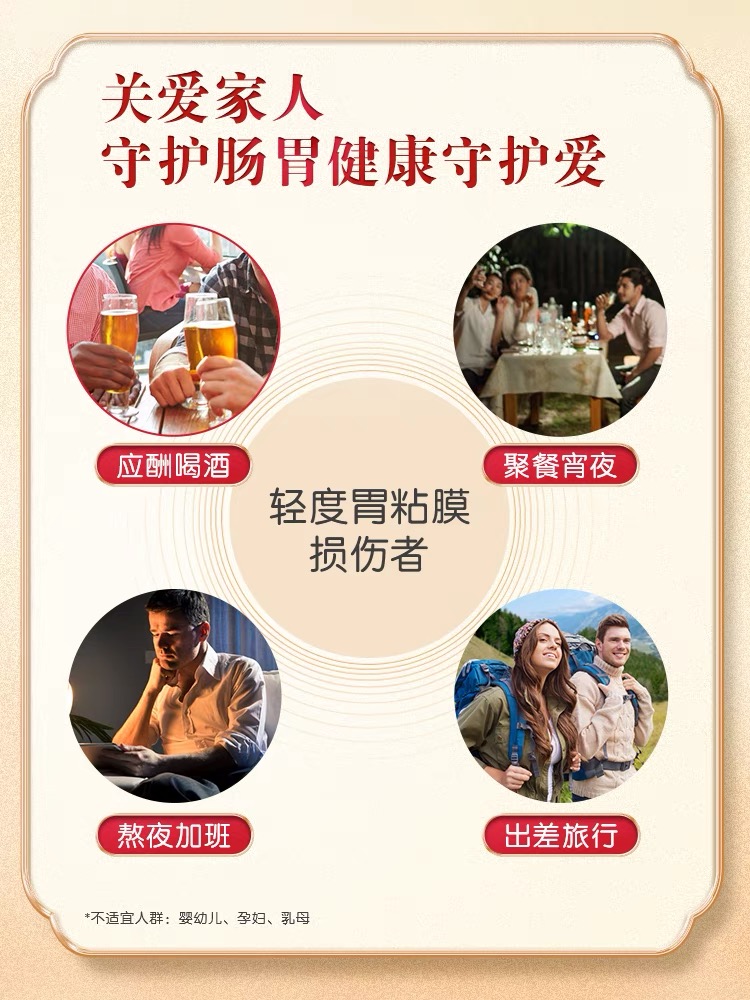 关爱家人
守护肠胃健康守护爱
应酬喝酒
聚餐宵夜
轻度胃粘膜
损伤者
熬夜加班
出差旅行
*不适宜人群：婴幼儿、孕妇、乳母